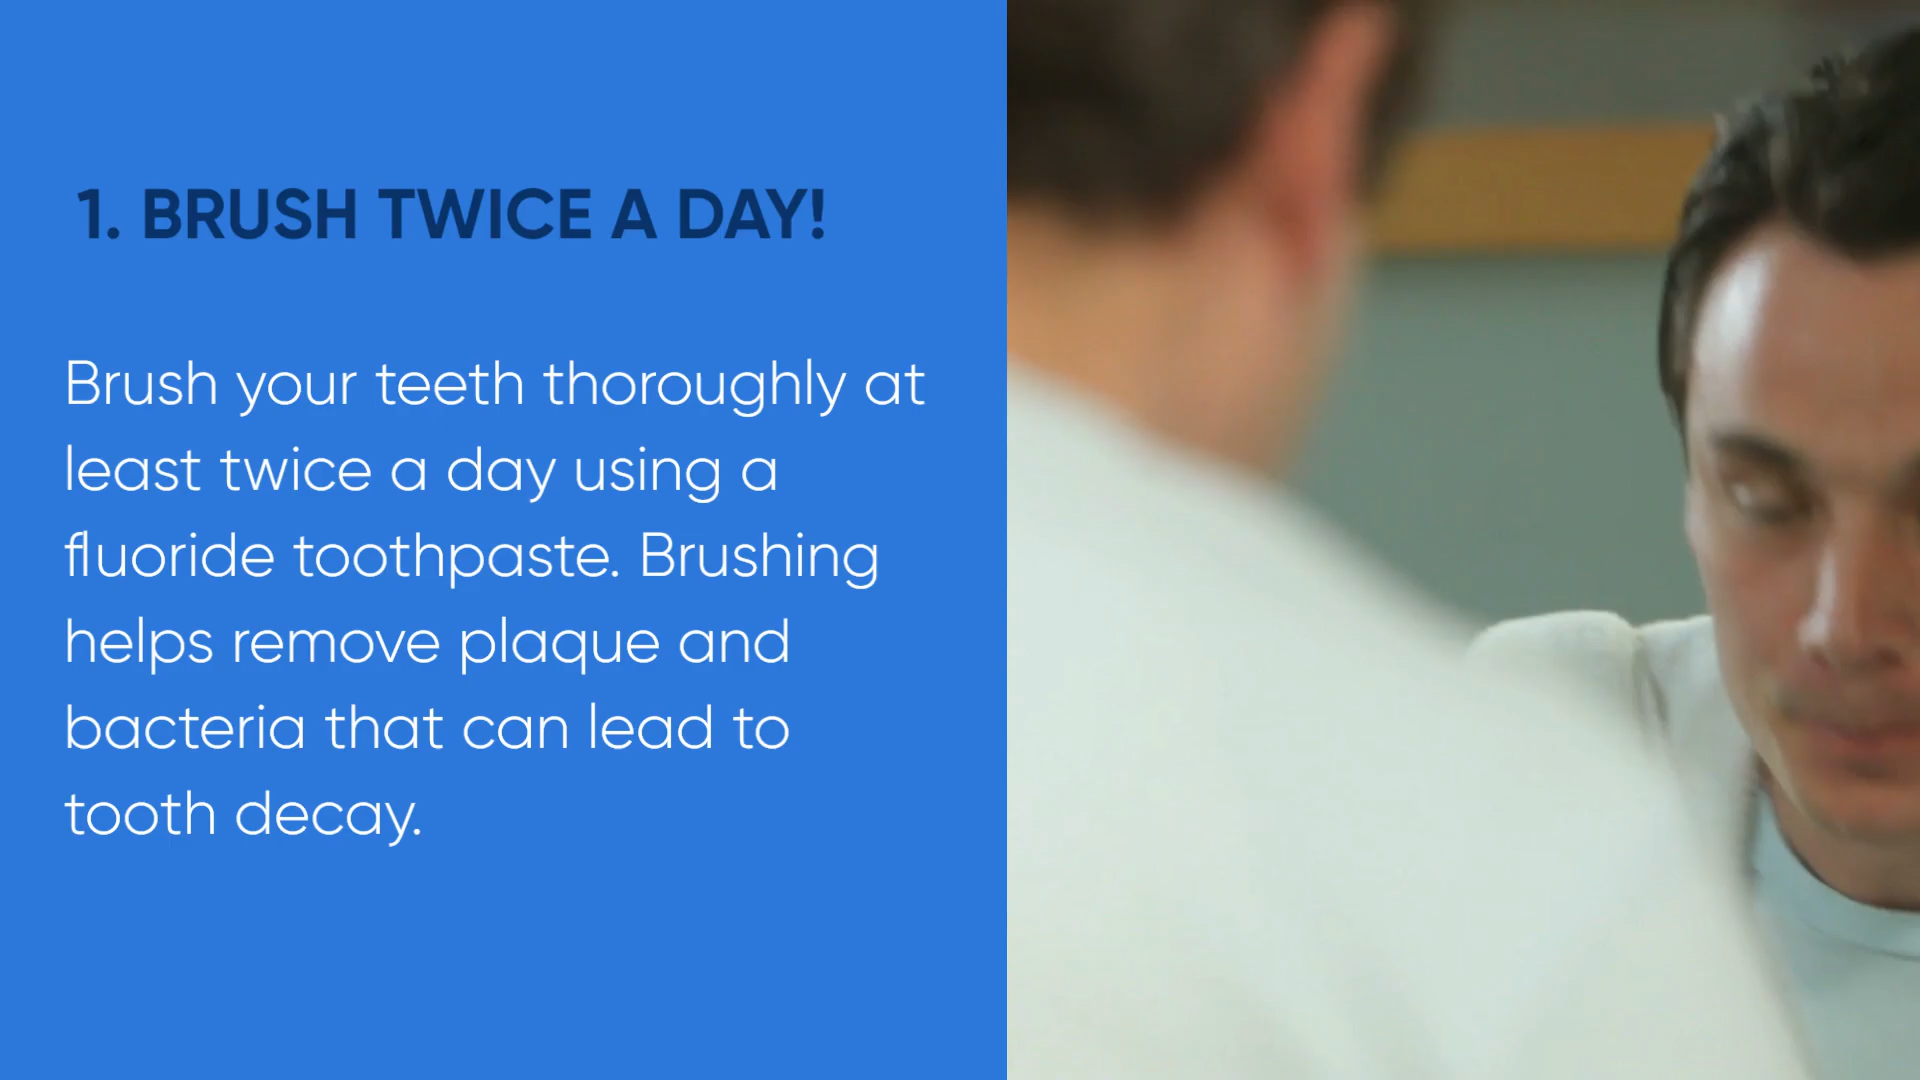 1. BRUSH TWICE A DAY!
Brush your teeth thoroughly at
least twice a day using a
fluoride toothpaste. Brushing
helps remove plaque and
bacteria that can lead to
tooth decay.